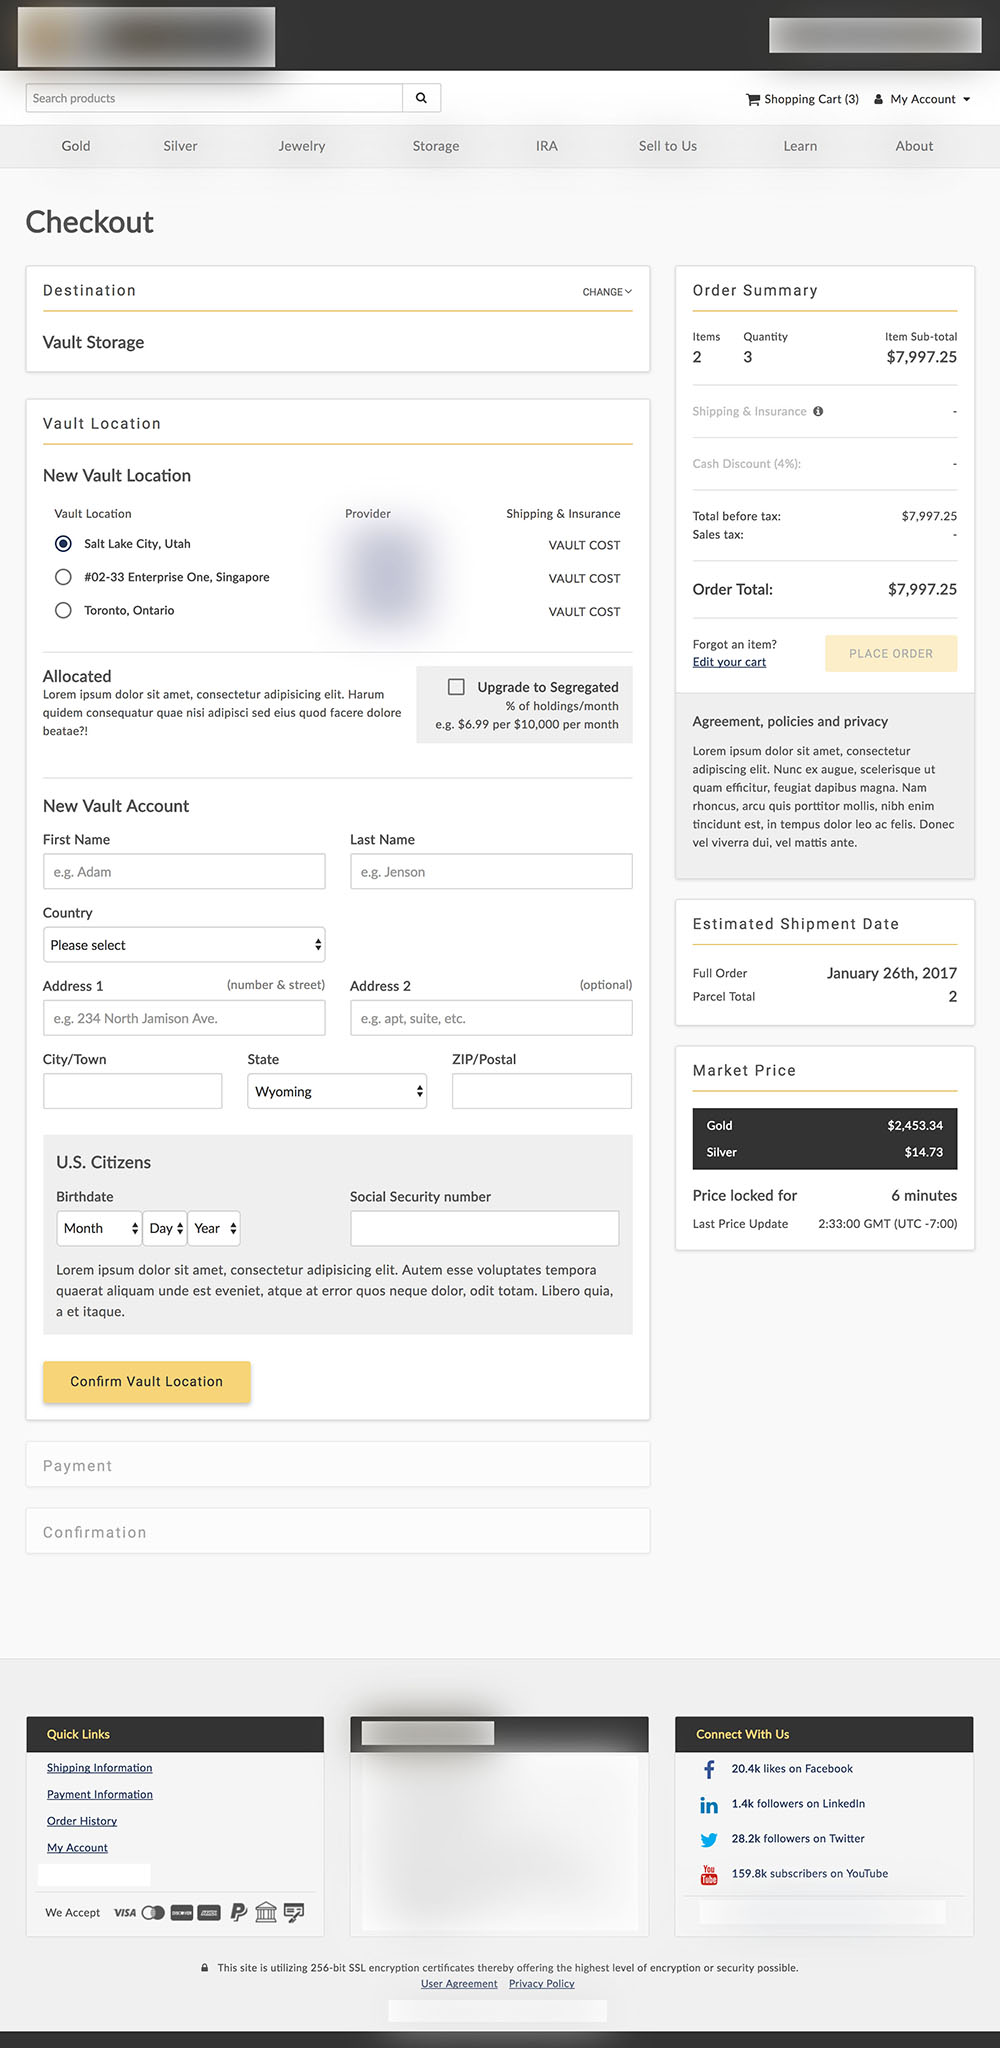 Search products
Shopping Cart (3) My Account
Gold Silver Jewelry Storage IRA Sell to Us Learn About
Checkout
Destination CHANGE
Vault Storage
Vault Location
New Vault Location
Vault Location Provider Shipping & Insurance
Salt Lake City, Utah VAULT COST
#02-33 Enterprise One, Singapore VAULT COST
Toronto, Ontario VAULT COST
Allocated
Lorem ipsum dolor sit amet, consectetur adipisicing elit. Harum
quidem consequatur quae nisi adipisci sed eius quod facere dolore
beatae?!
Upgrade to Segregated
% of holdings/month
e.g. $6.99 per $10,000 per month
New Vault Account
First Name Last Name
e.g. Adam e.g. Jenson
Country
Please select
Address 1 (number & street) Address 2 (optional)
e.g. 234 North Jamison Ave. e.g. apt, suite, etc.
City/Town State ZIP/Postal
Wyoming
U.S. Citizens
Birthdate Social Security number
Month Day Year
Lorem ipsum dolor sit amet, consectetur adipisicing elit. Autem esse voluptates tempora
quaerat aliquam unde est eveniet, atque at error quos neque dolor, odit totam. Libero quia,
a et itaque.
Confirm Vault Location
Payment
Confirmation
Order Summary
Items Quantity Item Sub-total
2 3 $7,997.25
Shipping & Insurance -
Cash Discount (4%): -
Total before tax: $7,997.25
Sales tax: -
Order Total: $7,997.25
Forgot an item?
Edit your cart
PLACE ORDER
Agreement, policies and privacy
Lorem ipsum dolor sit amet, consectetur
adipiscing elit. Nunc ex augue, scelerisque ut
quam efficitur, feugiat dapibus magna. Nam
rhoncus, arcu quis porttitor mollis, nibh enim
tincidunt est, in tempus dolor leo ac felis. Donec
vel viverra dui, vel mattis ante.
Estimated Shipment Date
Full Order January 26th, 2017
Parcel Total 2
Market Price
Gold $2,453.34
Silver $14.73
Price locked for 6 minutes
Last Price Update 2:33:00 GMT (UTC -7:00)
Quick Links
Shipping Information
Payment Information
Order History
My Account
We Accept VISA DISCOVER
Connect With Us
20.4k likes on Facebook
1.4k followers on LinkedIn
28.2k followers on Twitter
You Tube 159.8k subscribers on YouTube
This site is utilizing 256-bit SSL encryption certificates thereby offering the highest level of encryption or security possible.
User Agreement Privacy Policy